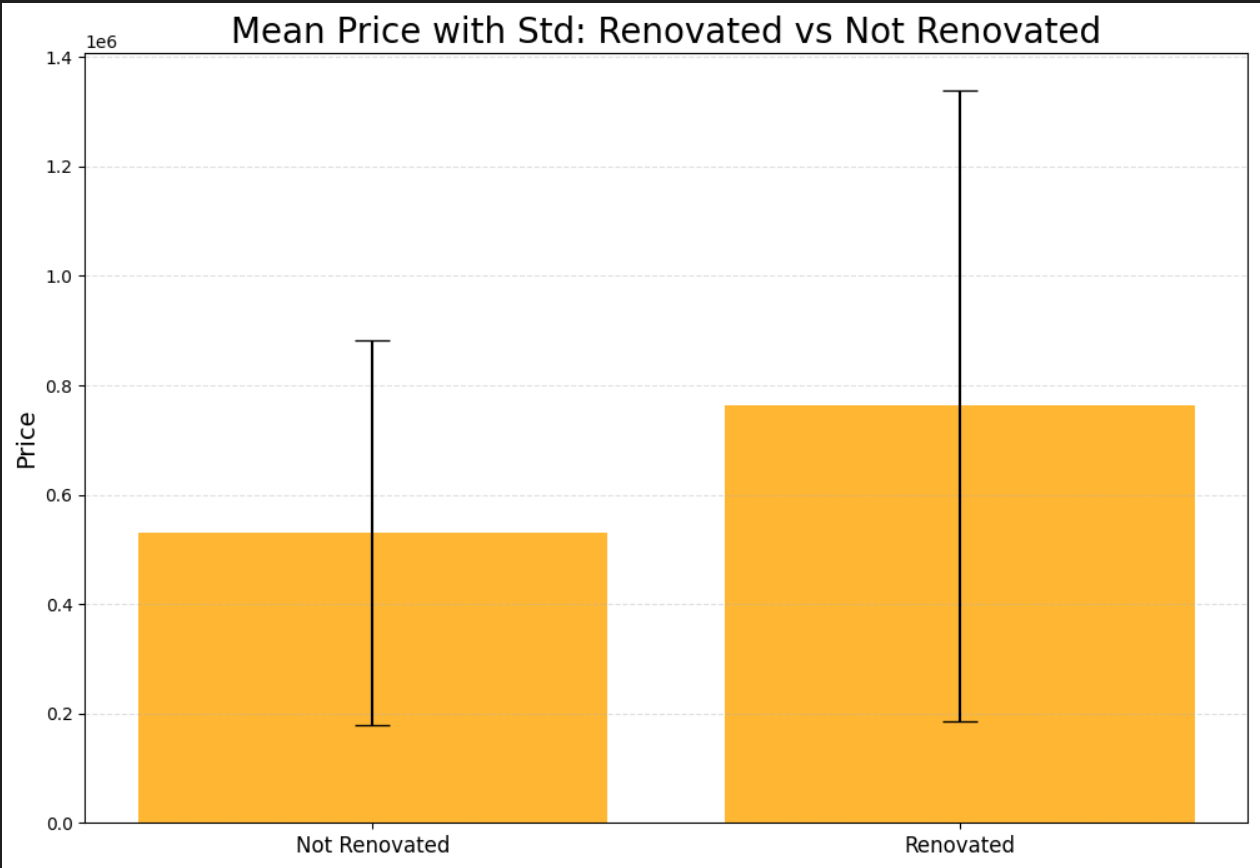 Mean Price with Std: Renovated vs Not Renovated
1e6
1.4
1.2
1.0
0.8
0.6
0.4
0.2
0.0
Price
Not Renovated
Renovated